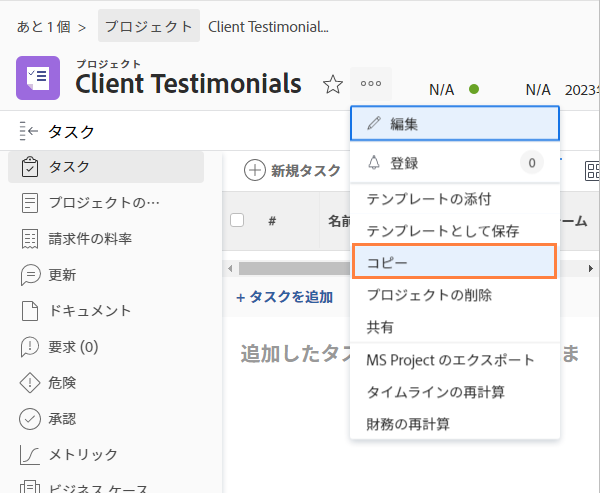 あと 1 個 > プロジェクト Client Testimonial...
プロジェクト
Client Testimonials
N/A N/A 2023年
タスク
タスク
プロジェクトの…
請求件の料率
更新
ドキュメント
要求 (0)
危険
承認
メトリック
ビジネス ケース
編集
登録 0
テンプレートの添付
テンプレートとして保存
コピー
プロジェクトの削除
共有
MS Project のエクスポート
タイムラインの再計算
財務の再計算
新規タスク
# 名前 ーム
+ タスクを追加
追加したタス ま